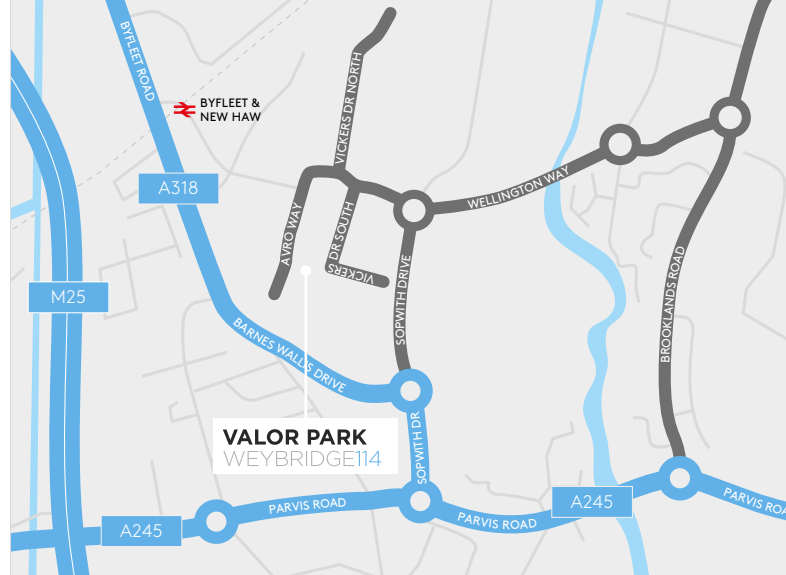 BYFLEET ROAD
BYFLEET &
NEW HAW
VICKERS DR NORTH
A318
WELLINGTON WAY
AVRO WAY
VICKERS
DR SOUTH
SOPWITH DRIVE
BROOKLANDS ROAD
M25
BARNES WALLIS DRIVE
VALOR PARK
WEYBRIDGE114
SOPWITH DR
A245
PARVIS ROAD
PARVIS ROAD
A245
PARVIS ROA